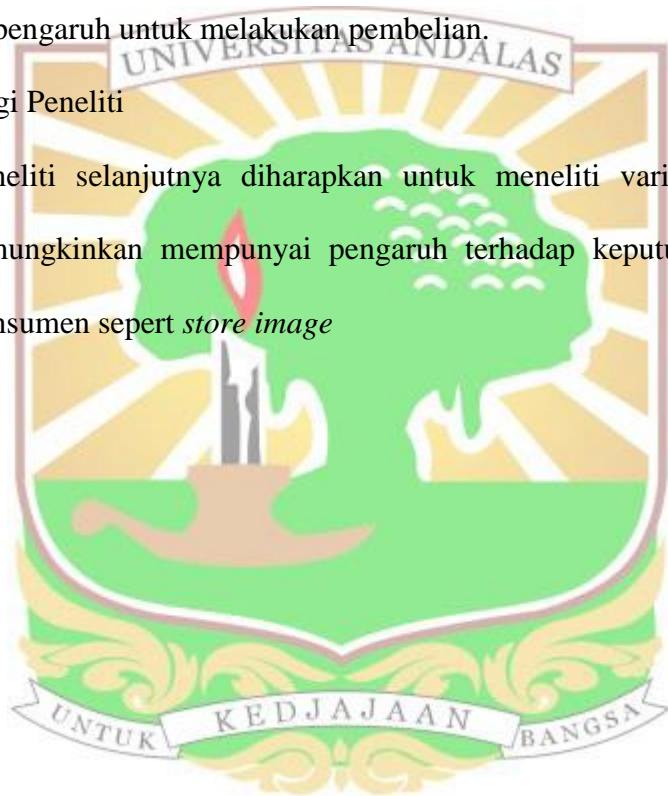 pengaruh untuk melakukan pembelian.
UNIVERSITAS ANDALAS
gi Peneliti
neliti selanjutnya diharapkan untuk meneliti vari
nungkinkan mempunyai pengaruh terhadap keputu
nsumen sepert store image
UNTUK KEDJAJAAN BANGSA